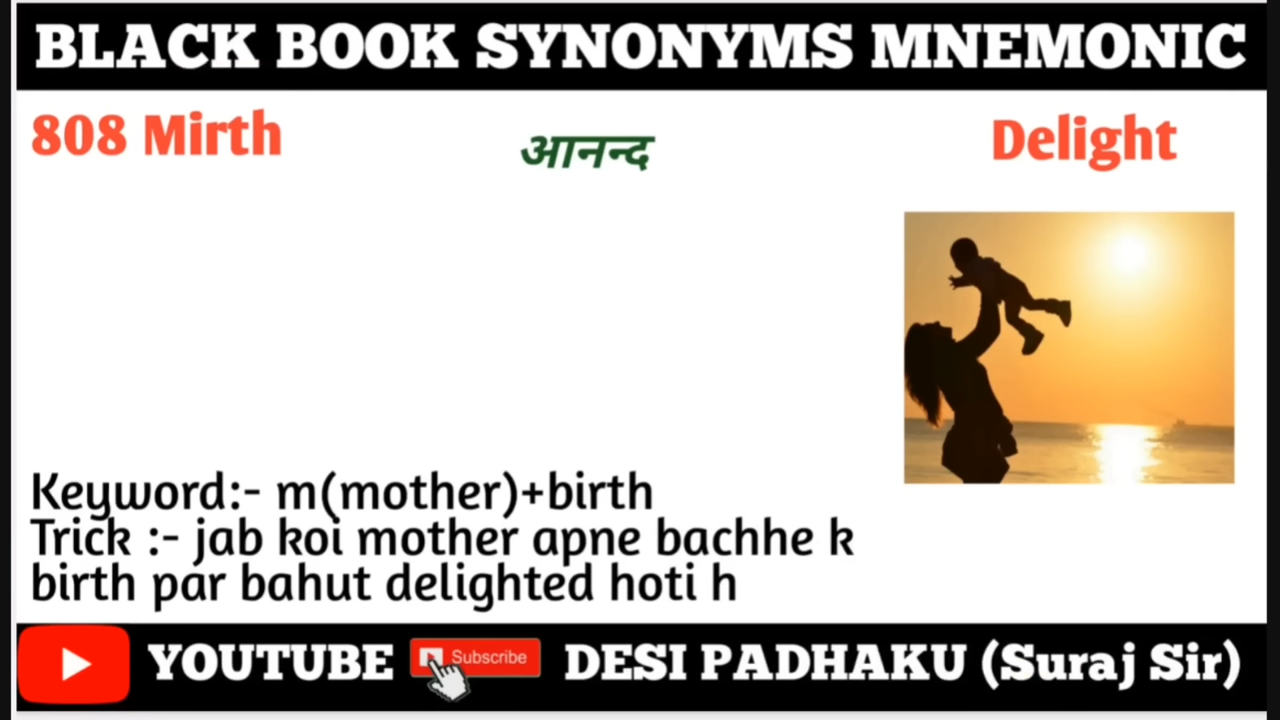 BLACK BOOK SYNONYMS MNEMONIC
808 Mirth
आनन्द
Delight
Keyword:- m(mother)+birth
Trick :- jab koi mother apne bachhe k
birth par bahut delighted hoti h
YOUTUBE Subscribe DESI PADHAKU (Suraj Sir)